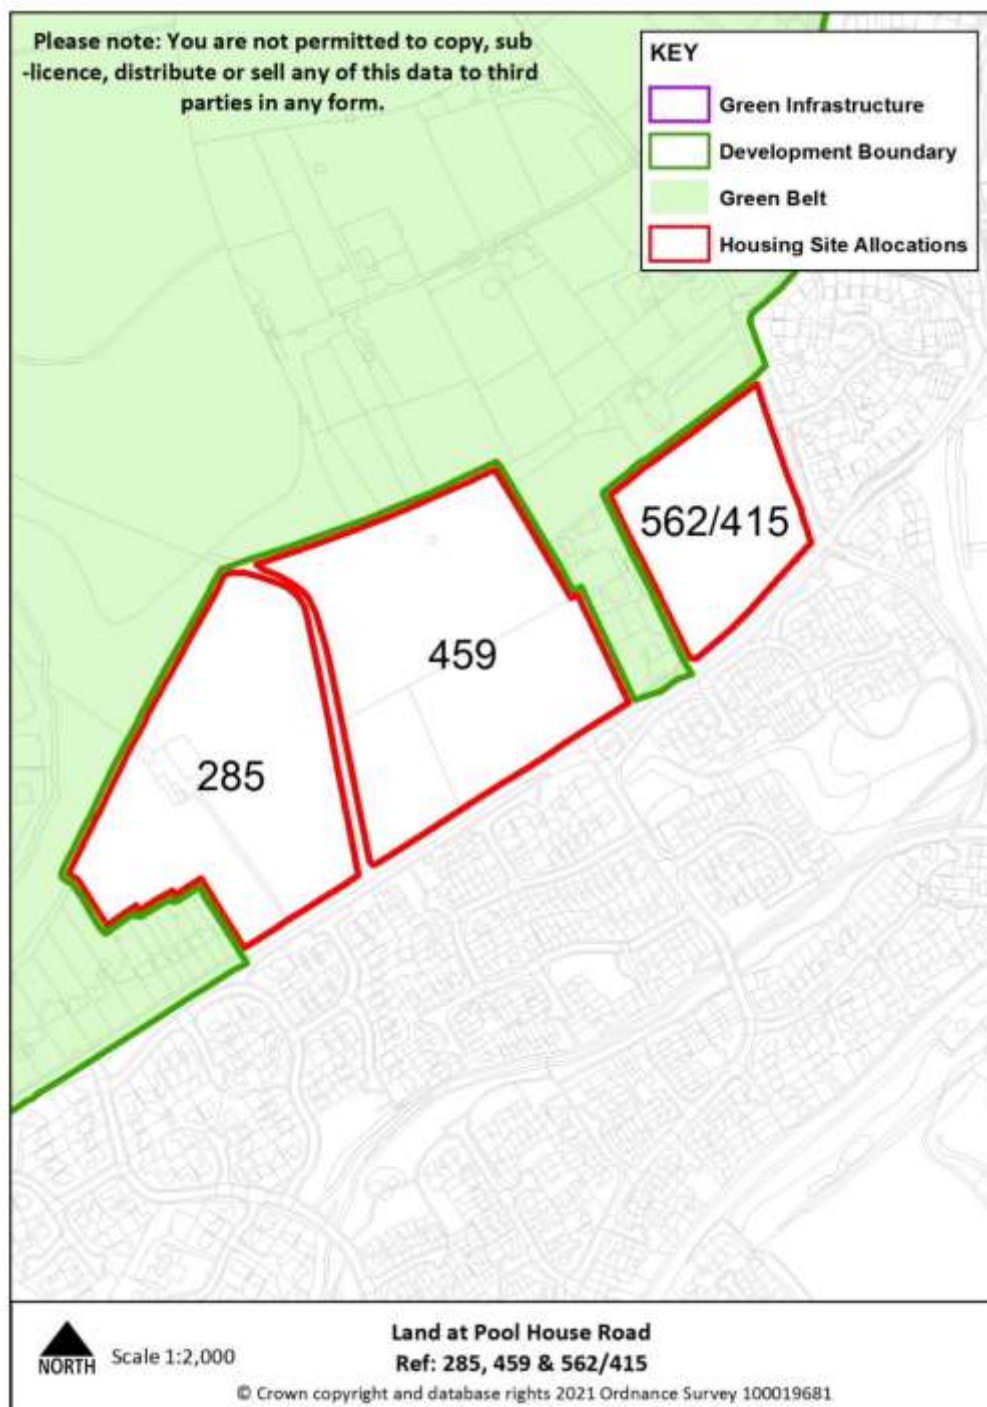 Please note: You are not permitted to copy, sub
-licence, distribute or sell any of this data to third
parties in any form.
KEY
Green Infrastructure
Development Boundary
Green Belt
Housing Site Allocations
562/415
459
285
NORTH
Scale 1:2,000
Land at Pool House Road
Ref: 285, 459 & 562/415
© Crown copyright and database rights 2021 Ordnance Survey 100019681